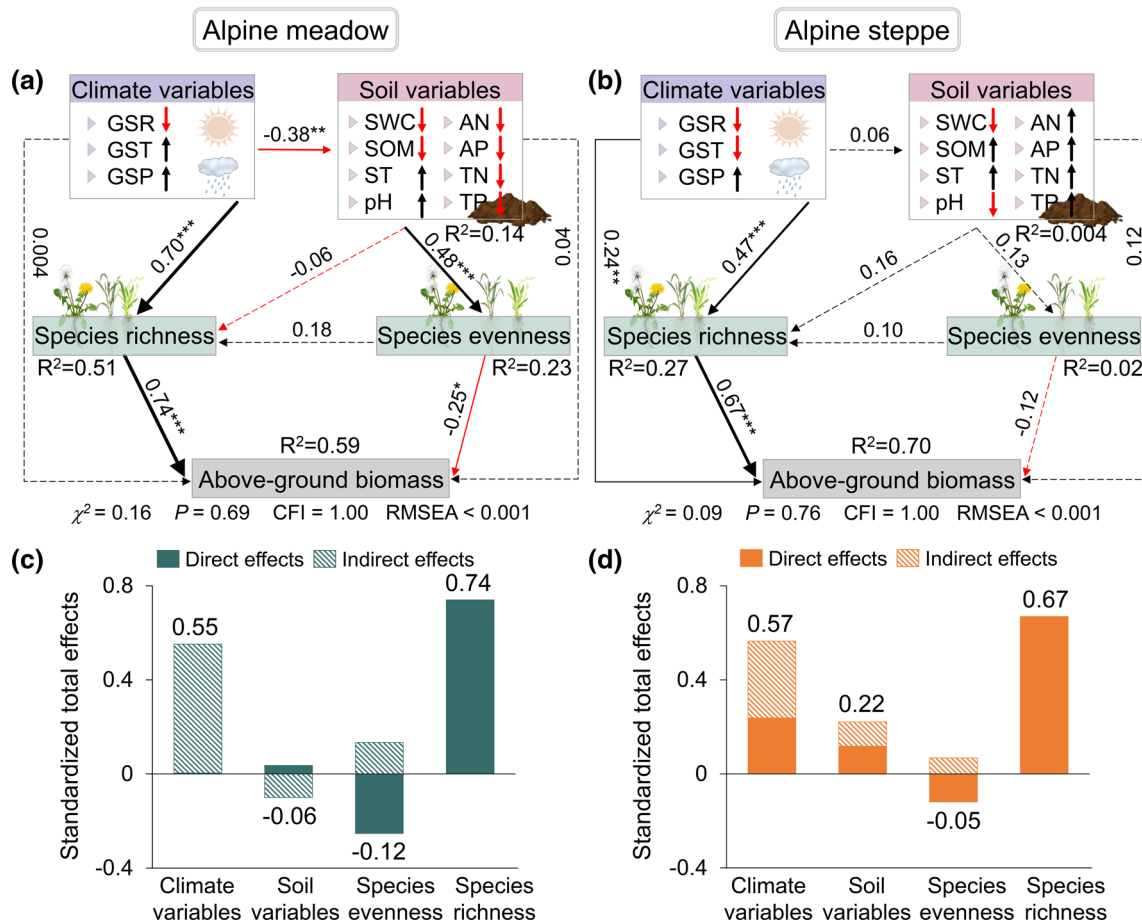 Alpine meadow
Alpine steppe
(a)
Climate variables
GSR
GST
GSP
-0.38**
Soil variables
SWC
AN
SOM
AP
ST
TN
pH
TP
R²=0.14
0.004
0.70***
-0.06
0.48***
0.04
Species richness
0.18
Species evenness
R²=0.51
R²=0.23
0.74***
-0.25*
R²=0.59
Above-ground biomass
χ² = 0.16 P = 0.69 CFI = 1.00 RMSEA < 0.001
(b)
Climate variables
GSR
GST
GSP
0.06
Soil variables
SWC
AN
SOM
AP
ST
TN
pH
TP
R²=0.004
0.24**
0.47***
0.16
0.13
0.12
Species richness
0.10
Species evenness
R²=0.27
R²=0.02
0.67***
-0.12
R²=0.70
Above-ground biomass
χ² = 0.09 P = 0.76 CFI = 1.00 RMSEA < 0.001
(c)
Direct effects
Indirect effects
Standardized total effects
0.8
0.4
0
-0.4
0.55
-0.06
-0.12
0.74
Climate variables
Soil variables
Species evenness
Species richness
(d)
Direct effects
Indirect effects
Standardized total effects
0.8
0.4
0
-0.4
0.57
0.22
-0.05
0.67
Climate variables
Soil variables
Species evenness
Species richness